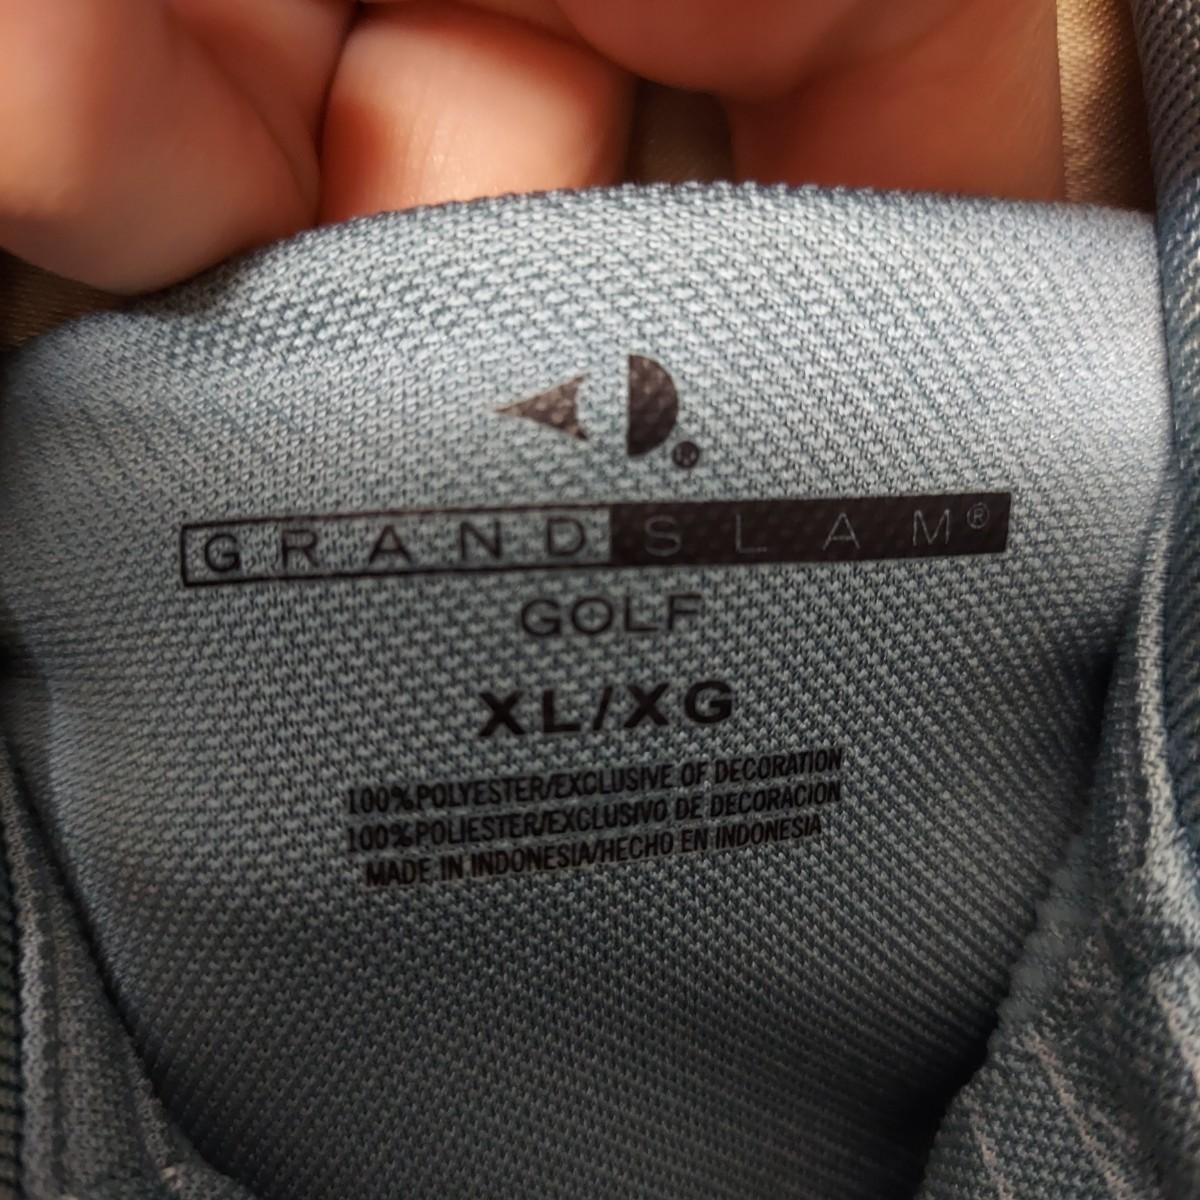 ®
GRANDSLAM®
GOLF
XL/XG
100%POLYESTER/EXCLUSIVE OF DECORATION
100%POLIESTER/EXCLUSIVO DE DECORACION
MADE IN INDONESIA/HECHO EN INDONESIA